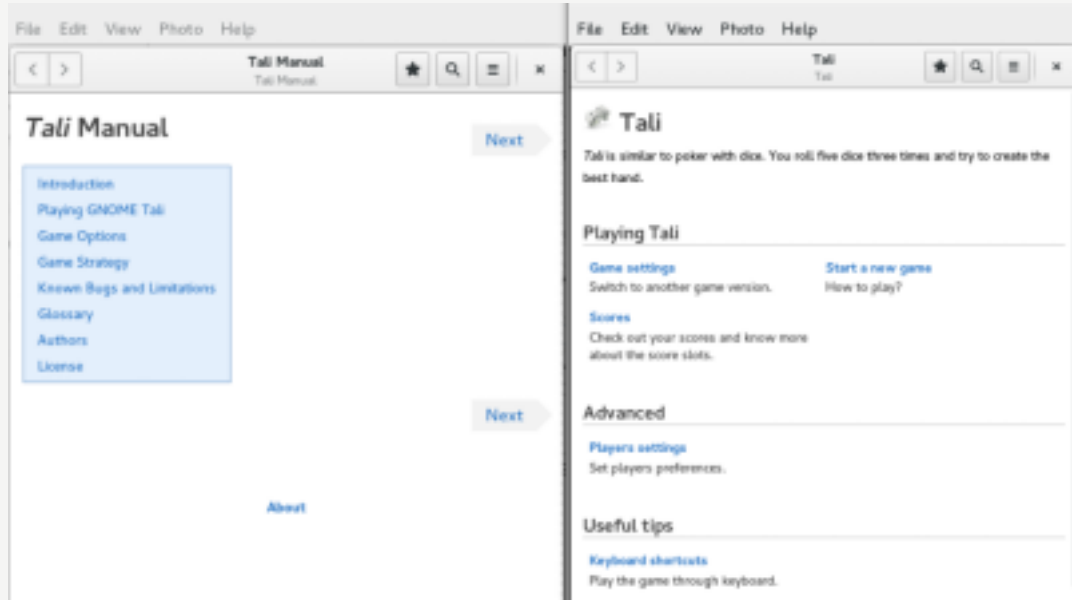 File Edit View Photo Help
Tali Manual
Tali Manual
Tali Manual
Next
Introduction
Playing GNOME Tali
Game Options
Game Strategy
Known Bugs and Limitations
Glossary
Authors
License
Next
About
File Edit View Photo Help
Tali
Tali
Tali
Tali is similar to poker with dice. You roll five dice three times and try to create the
best hand.
Playing Tali
Game settings
Switch to another game version.
Scores
Check out your scores and know more
about the score slots.
Start a new game
How to play?
Advanced
Players settings
Set players preferences.
Useful tips
Keyboard shortcuts
Play the game through keyboard.